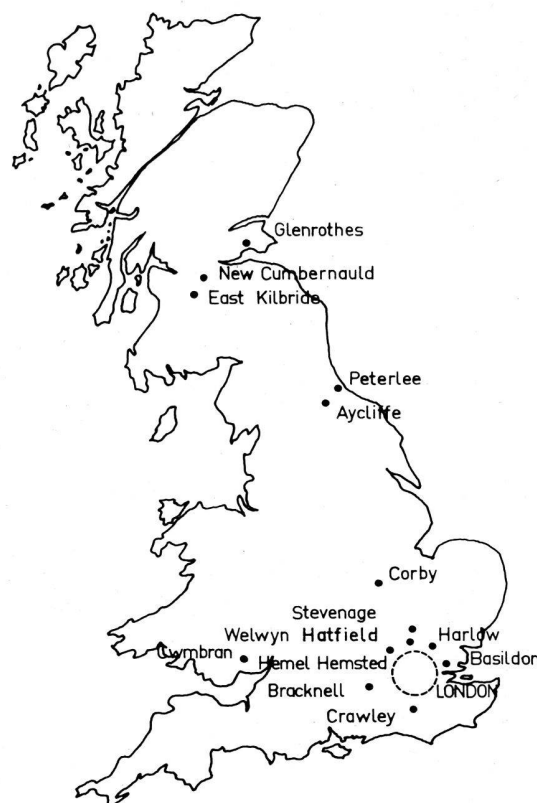 Glenrothes
New Cumbernauld
East Kilbride
Peterlee
Aycliffe
Corby
Stevenage
Welwyn Hatfield
Harlow
Cwmbran
Hemel Hemsted
Basildon
Bracknell
LONDON
Crawley